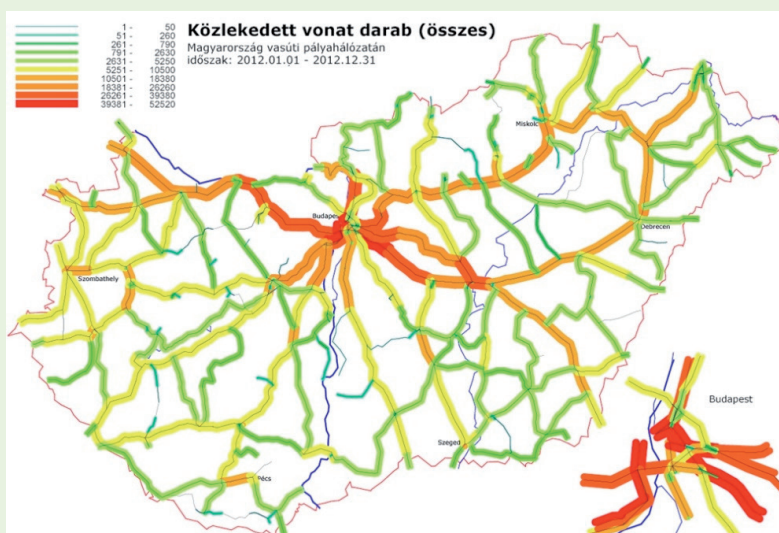 1 - 50
51 - 260
261 - 790
791 - 2630
2631 - 5250
5251 - 10500
10501 - 18380
18381 - 26260
26261 - 39380
39381 - 52520
Közlekedett vonat darab (összes)
Magyarország vasúti pályahálózatán
időszak: 2012.01.01 - 2012.12.31
Miskolc
Budapest
Debrecen
Szombathely
Budapest
Szeged
Pécs